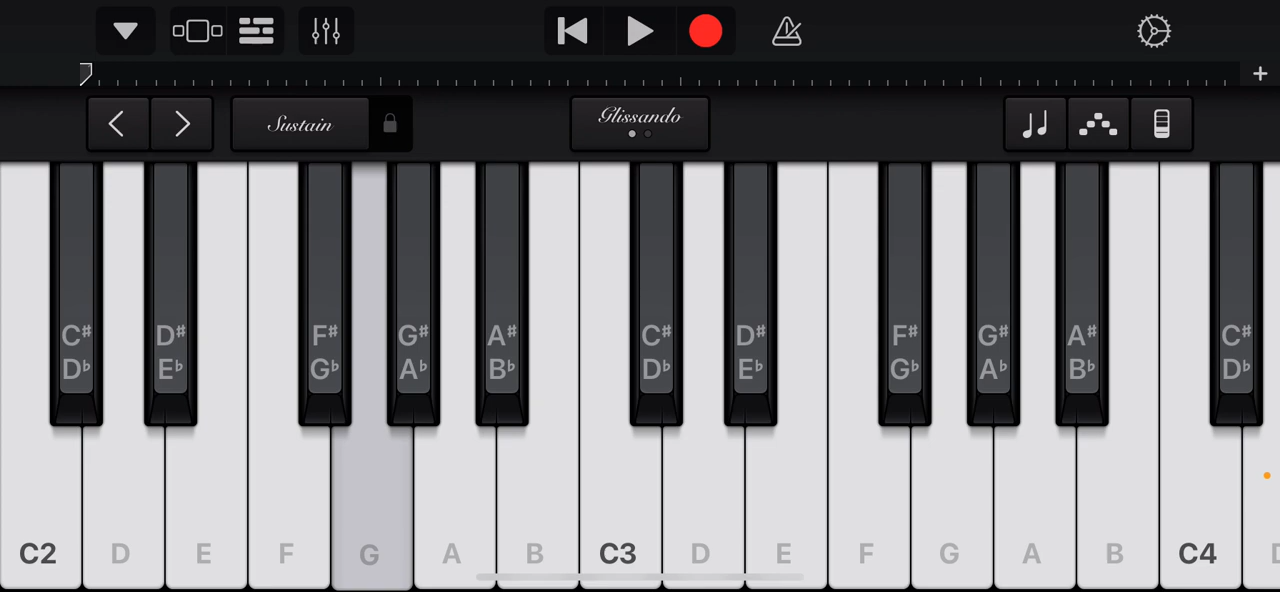 Sustain
Glissando
C# D# F# G# A# C# D# F# G# A# C#
D♭ E♭ G♭ A♭ B♭ D♭ E♭ G♭ A♭ B♭ D♭
C2 D E F G A B C3 D E F G A B C4 D